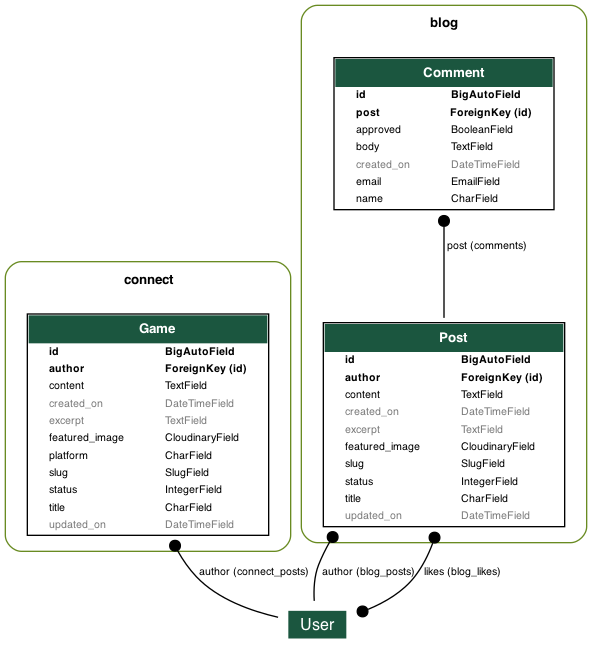 blog
Comment
id BigAutoField
post ForeignKey (id)
approved BooleanField
body TextField
created_on DateTimeField
email EmailField
name CharField
post (comments)
connect
Game
id BigAutoField
author ForeignKey (id)
content TextField
created_on DateTimeField
excerpt TextField
featured_image CloudinaryField
platform CharField
slug SlugField
status IntegerField
title CharField
updated_on DateTimeField
Post
id BigAutoField
author ForeignKey (id)
content TextField
created_on DateTimeField
excerpt TextField
featured_image CloudinaryField
slug SlugField
status IntegerField
title CharField
updated_on DateTimeField
author (connect_posts)
author (blog_posts)
likes (blog_likes)
User